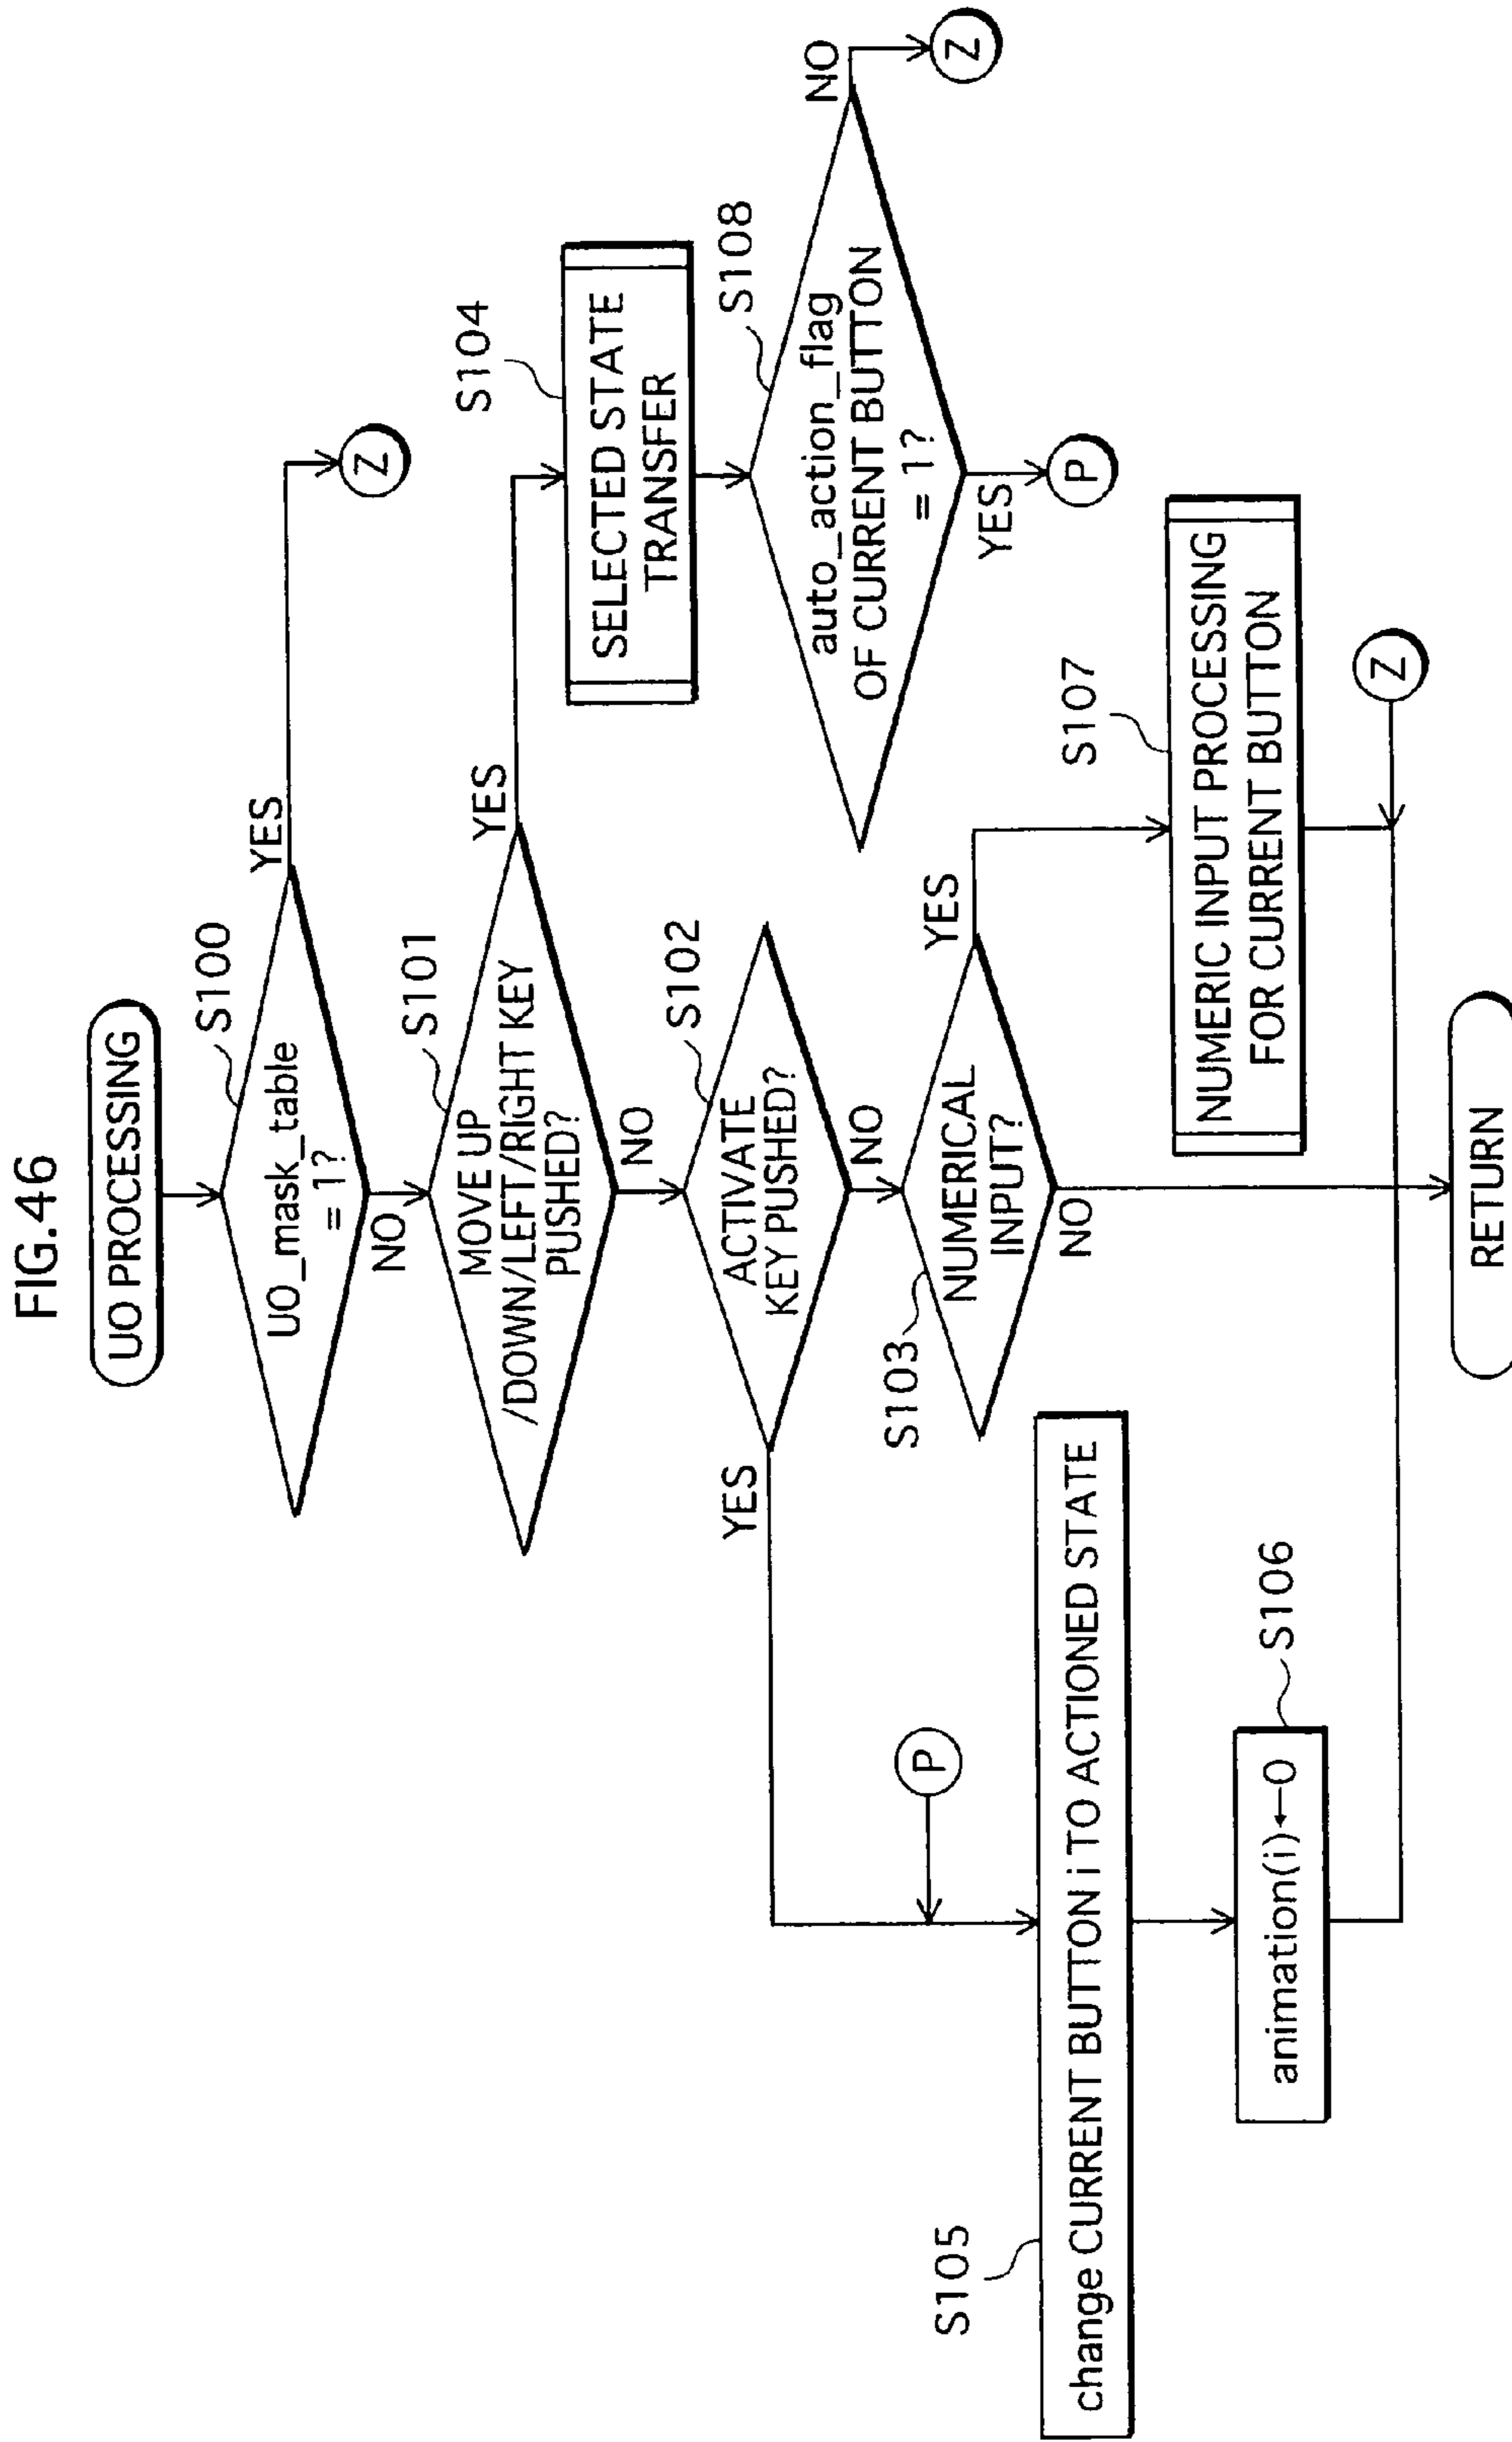 FIG.46
UO PROCESSING
S100
UO_mask_table
= 1?
YES
Z
NO
S101
MOVE UP
/DOWN/LEFT/RIGHT KEY
PUSHED?
YES
S104
SELECTED STATE
TRANSFER
NO
S108
auto_action_flag
OF CURRENT BUTTON
= 1?
NO
Z
YES
P
S102
ACTIVATE
KEY PUSHED?
YES
NO
S103
NUMERICAL
INPUT?
YES
NO
P
S105
change CURRENT BUTTON i TO ACTIONED STATE
S107
NUMERIC INPUT PROCESSING
FOR CURRENT BUTTON
S106
animation(i)←0
Z
RETURN